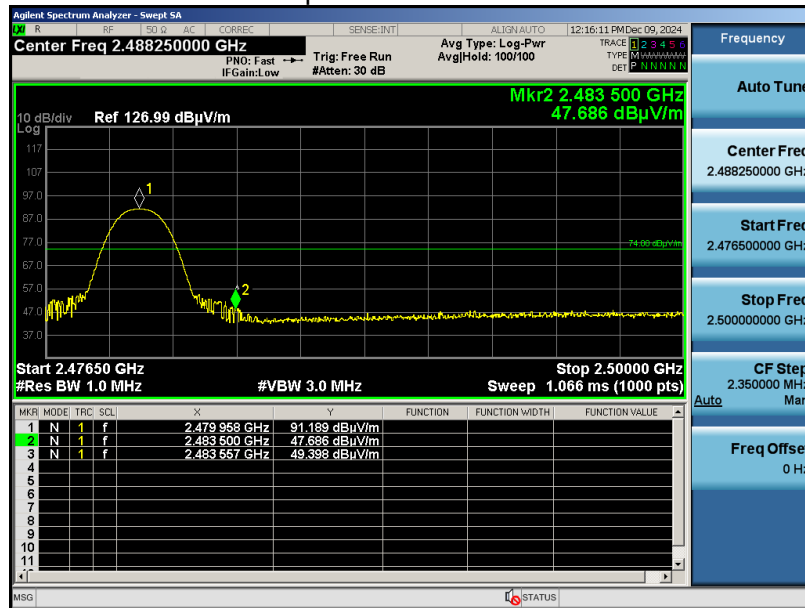 Agilent Spectrum Analyzer - Swept SA
R RF 50 Ω AC CORREC SENSE:INT ALIGN AUTO 12:16:11 PM Dec 09, 2024
Center Freq 2.488250000 GHz
PNO: Fast
IFGain:Low
Trig: Free Run
#Atten: 30 dB
Avg Type: Log-Pwr
Avg|Hold: 100/100
TRACE 1 2 3 4 5 6
TYPE M W W W W W
DET P N N N N N
Mkr2 2.483 500 GHz
47.686 dBµV/m
10 dB/div Ref 126.99 dBµV/m
Log
117
107
97.0
87.0
77.0
67.0
57.0
47.0
37.0
1
2
74.00 dBµV/m
Start 2.47650 GHz Stop 2.50000 GHz
#Res BW 1.0 MHz #VBW 3.0 MHz Sweep 1.066 ms (1000 pts)
MKR MODE TRC SCL X Y FUNCTION FUNCTION WIDTH FUNCTION VALUE
1 N 1 f 2.479 958 GHz 91.189 dBµV/m
2 N 1 f 2.483 500 GHz 47.686 dBµV/m
3 N 1 f 2.483 557 GHz 49.398 dBµV/m
4
5
6
7
8
9
10
11
MSG STATUS
Frequency
Auto Tune
Center Freq
2.488250000 GHz
Start Freq
2.476500000 GHz
Stop Freq
2.500000000 GHz
CF Step
2.350000 MHz
Auto Man
Freq Offset
0 Hz